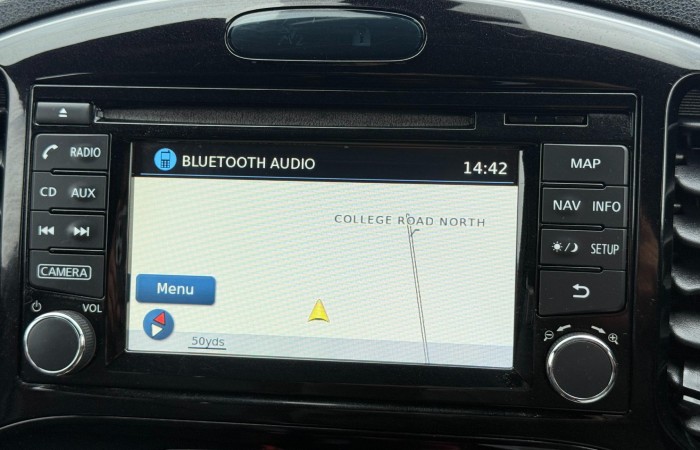 BLUETOOTH AUDIO 14:42
COLLEGE ROAD NORTH
Menu
50yds
RADIO
CD AUX
CAMERA
VOL
MAP
NAV INFO
SETUP